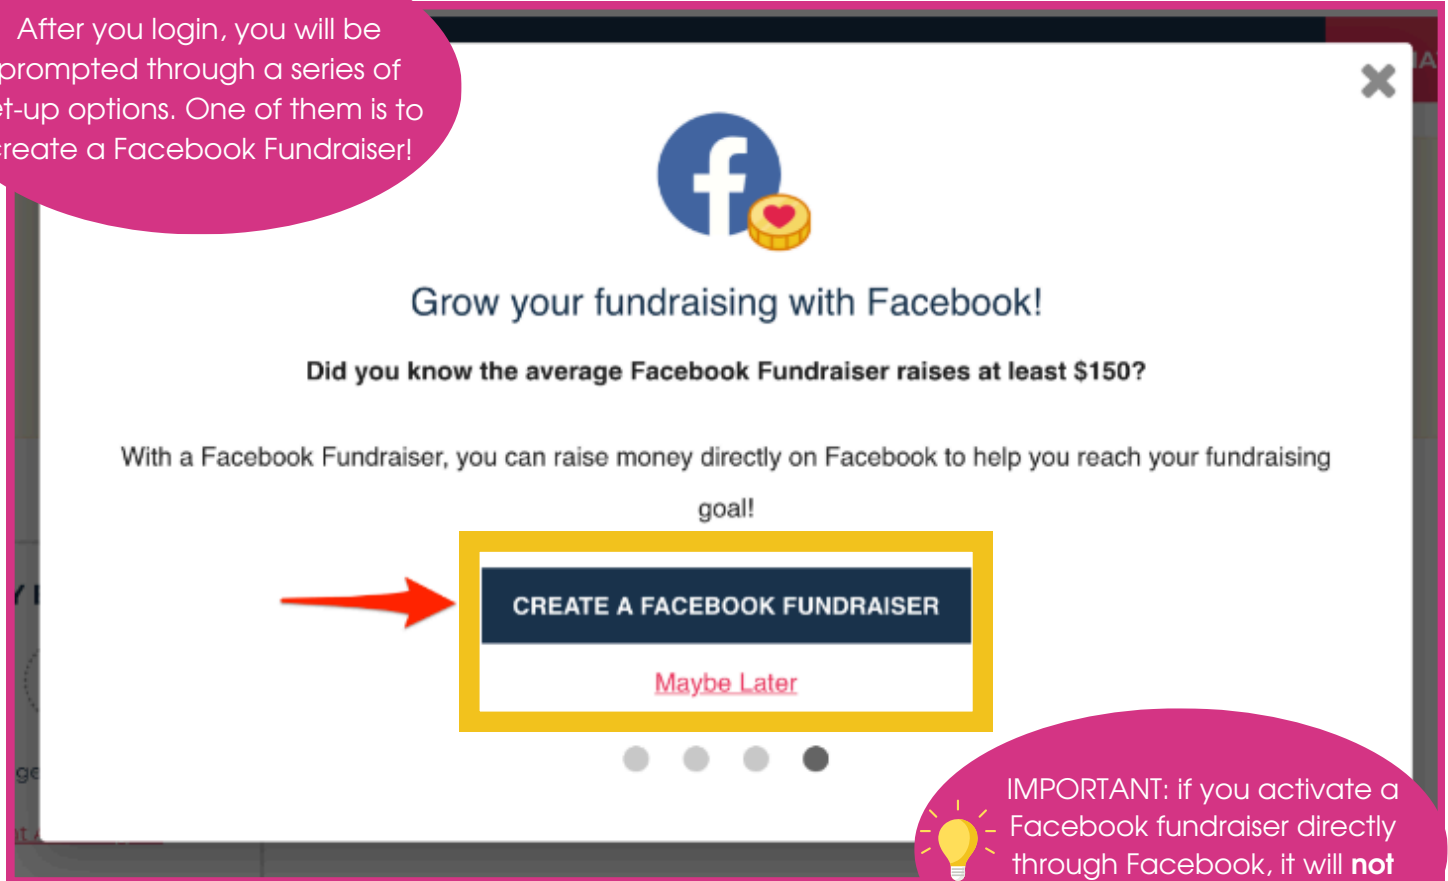 After you login, you will be
prompted through a series of
et-up options. One of them is to
create a Facebook Fundraiser!
Grow your fundraising with Facebook!
Did you know the average Facebook Fundraiser raises at least $150?
With a Facebook Fundraiser, you can raise money directly on Facebook to help you reach your fundraising
goal!
CREATE A FACEBOOK FUNDRAISER
Maybe Later
IMPORTANT: if you activate a
Facebook fundraiser directly
through Facebook, it will not